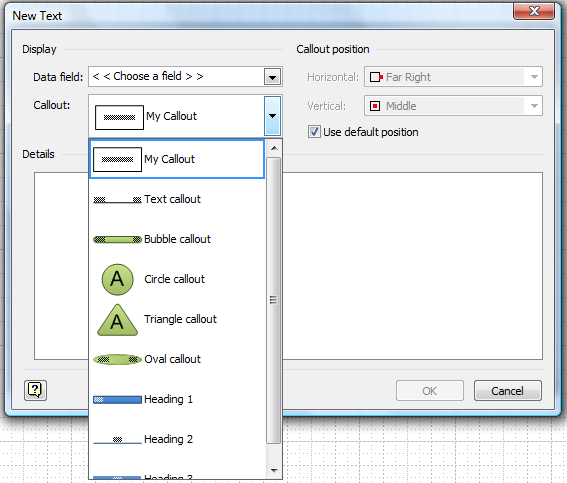 New Text
Display
Data field: < < Choose a field > >
Callout: My Callout
My Callout
Text callout
Bubble callout
A Circle callout
A Triangle callout
Oval callout
Heading 1
Heading 2
Heading 3
Callout position
Horizontal: Far Right
Vertical: Middle
Use default position
Details
?
OK
Cancel